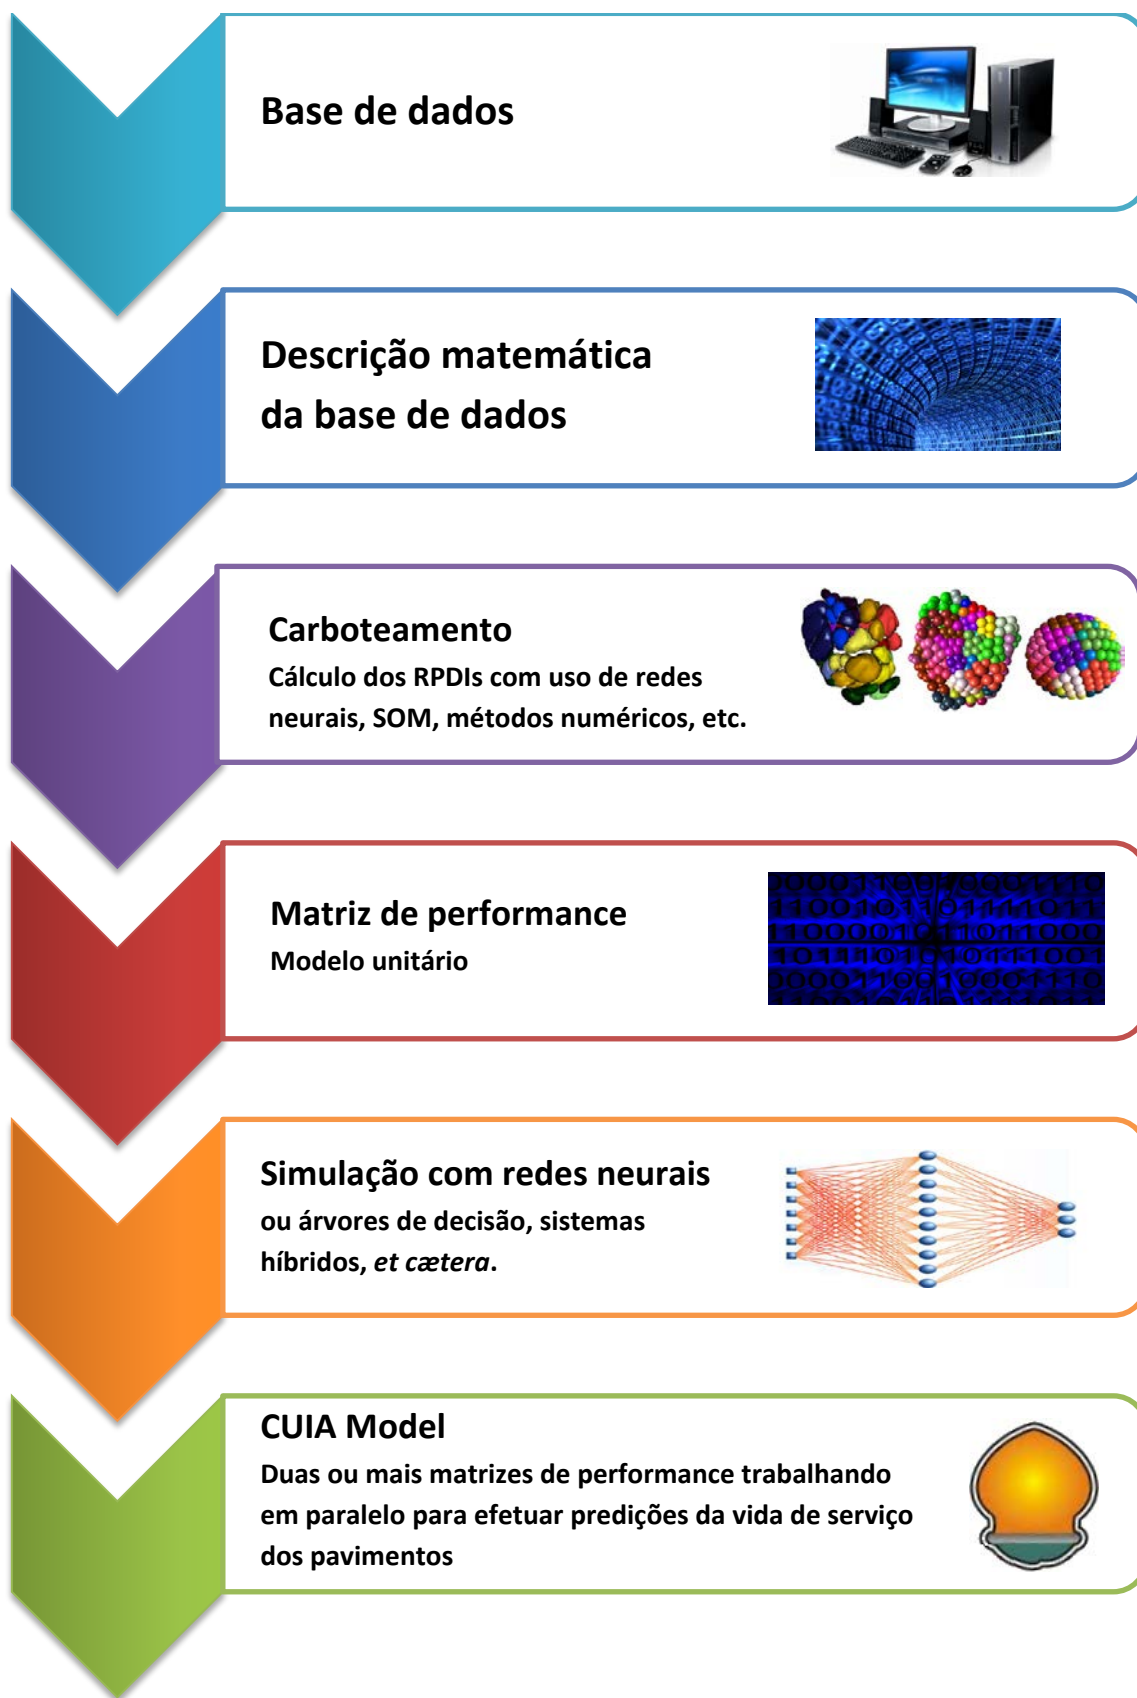 Base de dados
Descrição matemática
da base de dados
Carboteamento
Cálculo dos RPDIs com uso de redes
neurais, SOM, métodos numéricos, etc.
Matriz de performance
Modelo unitário
Simulação com redes neurais
ou árvores de decisão, sistemas
híbridos, et cætera.
CUIA Model
Duas ou mais matrizes de performance trabalhando
em paralelo para efetuar predições da vida de serviço
dos pavimentos